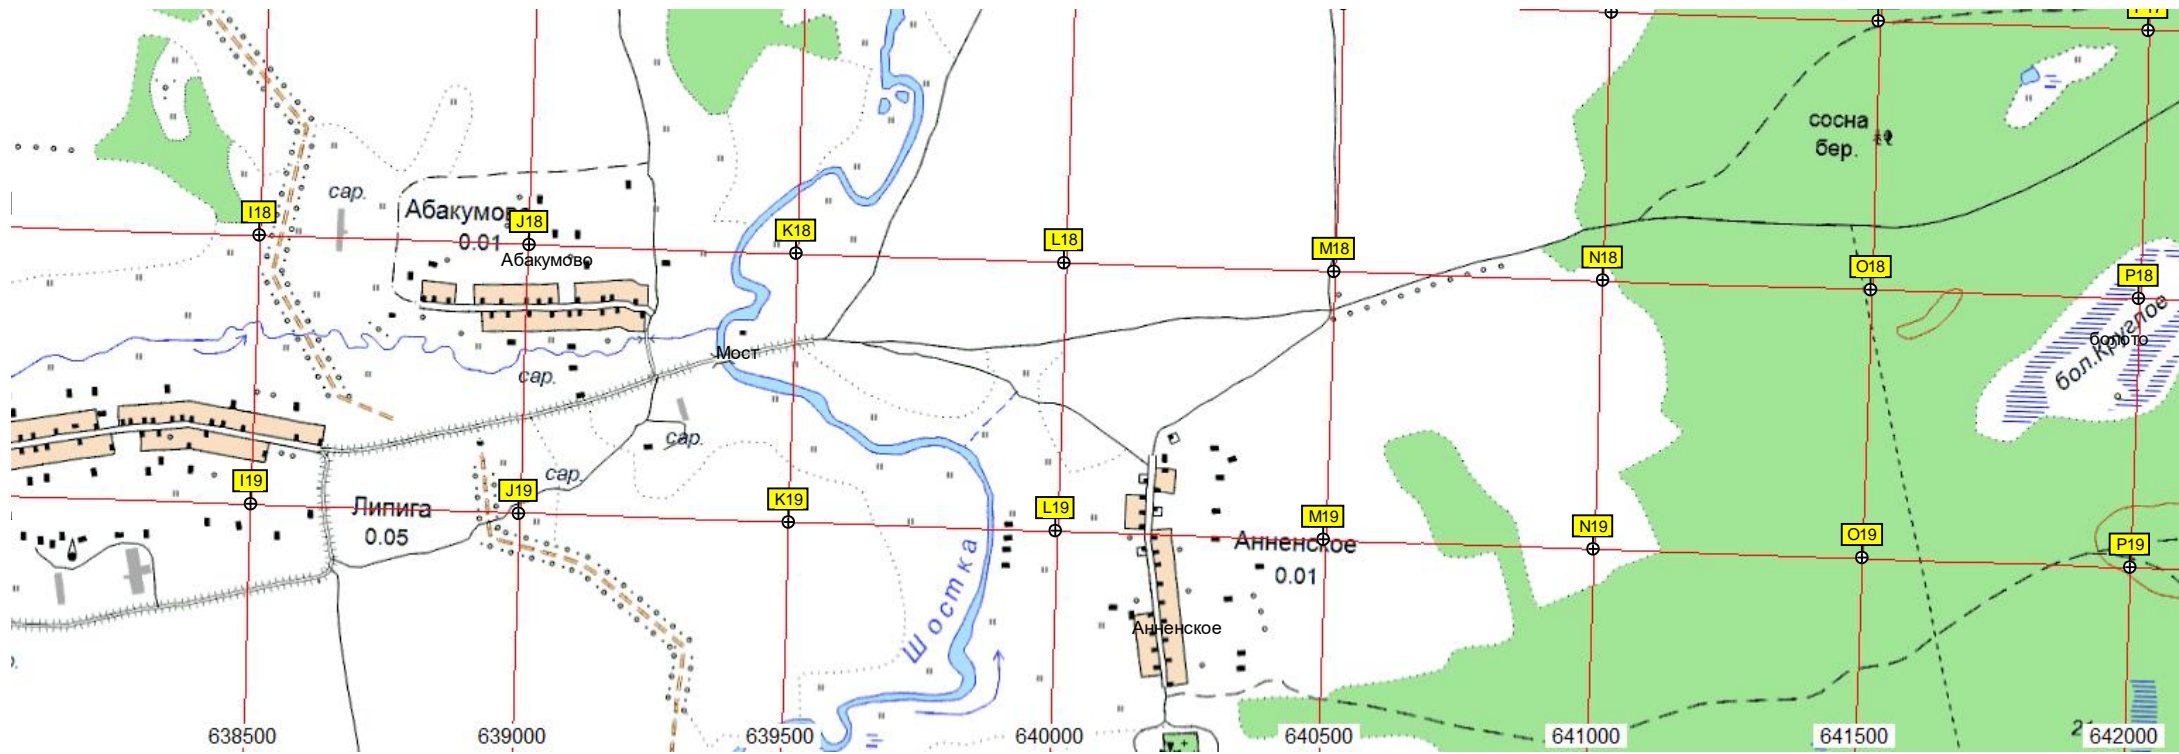 сосна
бер.
сар.
I18
Абакумово
J18
0.01
K18
L18
M18
N18
O18
P18
Абакумово
Мост
бол.Круглое
болото
сар.
сар.
сар.
I19
J19
K19
L19
M19
N19
O19
P19
Липига
0.05
Анненское
0.01
Шостка
Анненское
638500
639000
639500
640000
640500
641000
641500
642000